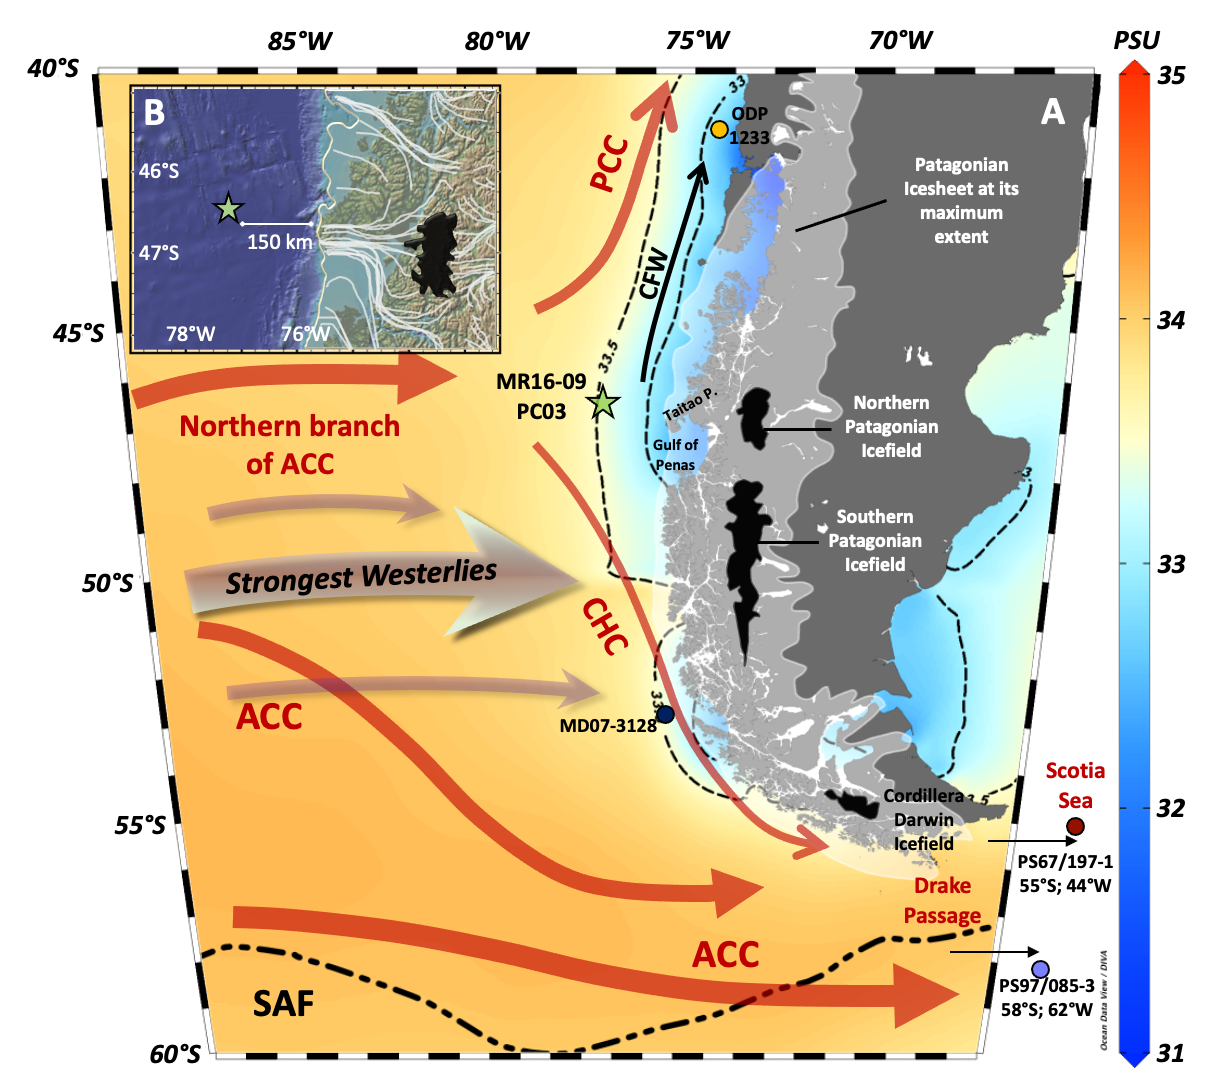 85°W 80°W 75°W 70°W PSU
40°S
B
A
35
34
33
32
31
46°S
47°S
150 km
78°W 76°W
PCC
33
ODP
1233
CFW
Patagonian
Icesheet at its
maximum
extent
45°S
33.5
MR16-09
PC03
Taitao P.
Gulf of
Penas
Northern
Patagonian
Icefield
Northern branch
of ACC
Southern
Patagonian
Icefield
Strongest Westerlies
50°S
CHC
ACC
MD07-3128
Cordillera
Darwin
Icefield
Scotia
Sea
PS67/197-1
55°S; 44°W
55°S
Drake
Passage
ACC
PS97/085-3
58°S; 62°W
SAF
60°S
Ocean Data View / DIVA